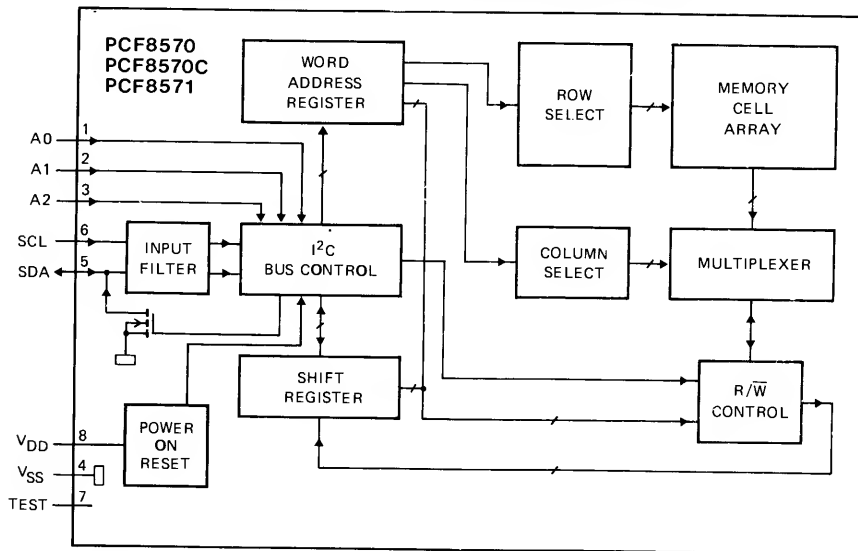 PCF8570
PCF8570C
PCF8571
WORD
ADDRESS
REGISTER
ROW
SELECT
MEMORY
CELL
ARRAY
A0 1
A1 2
A2 3
SCL 6
SDA 5
INPUT
FILTER
I²C
BUS CONTROL
COLUMN
SELECT
MULTIPLEXER
SHIFT
REGISTER
R/W̅
CONTROL
POWER
ON
RESET
VDD 8
VSS 4
TEST 7